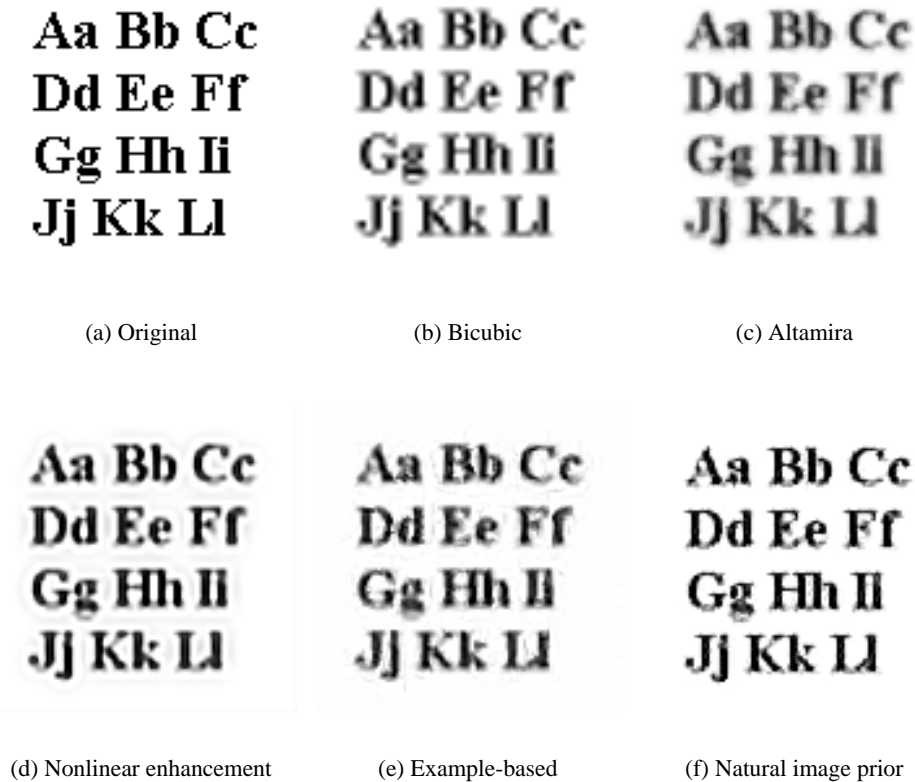 Aa Bb Cc Aa Bb Cc Aa Bb Cc
Dd Ee Ff Dd Ee Ff Dd Ee Ff
Gg Hh Ii Gg Hh Ii Gg Hh Ii
Jj Kk Ll Jj Kk Ll Jj Kk Ll
(a) Original (b) Bicubic (c) Altamira
Aa Bb Cc Aa Bb Cc Aa Bb Cc
Dd Ee Ff Dd Ee Ff Dd Ee Ff
Gg Hh Ii Gg Hh Ii Gg Hh Ii
Jj Kk Ll Jj Kk Ll Jj Kk Ll
(d) Nonlinear enhancement (e) Example-based (f) Natural image prior